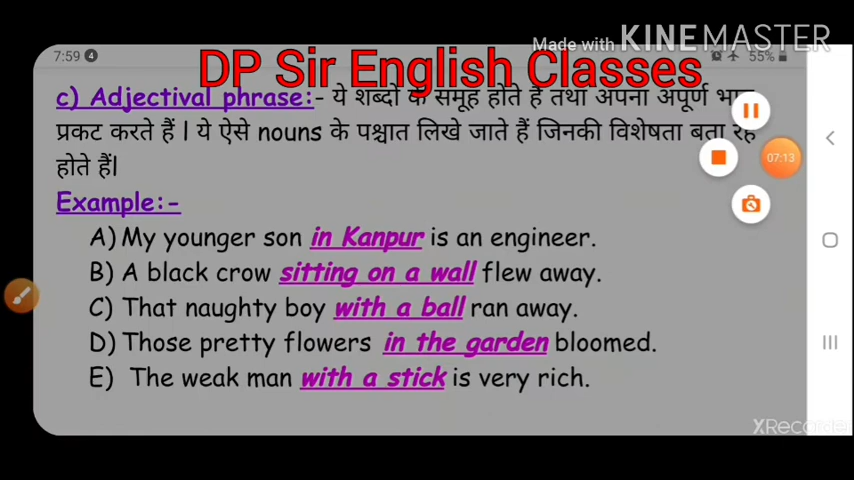 Made with KINEMASTER
7:59 4 55%
DP Sir English Classes
c) Adjectival phrase:- ये शब्दों के समूह होते हैं तथा अपना अपूर्ण भाव
प्रकट करते हैं l ये ऐसे nouns के पश्चात लिखे जाते हैं जिनकी विशेषता बता रहे
होते हैंl
07:13
Example:-
A) My younger son in Kanpur is an engineer.
B) A black crow sitting on a wall flew away.
C) That naughty boy with a ball ran away.
D) Those pretty flowers in the garden bloomed.
E) The weak man with a stick is very rich.